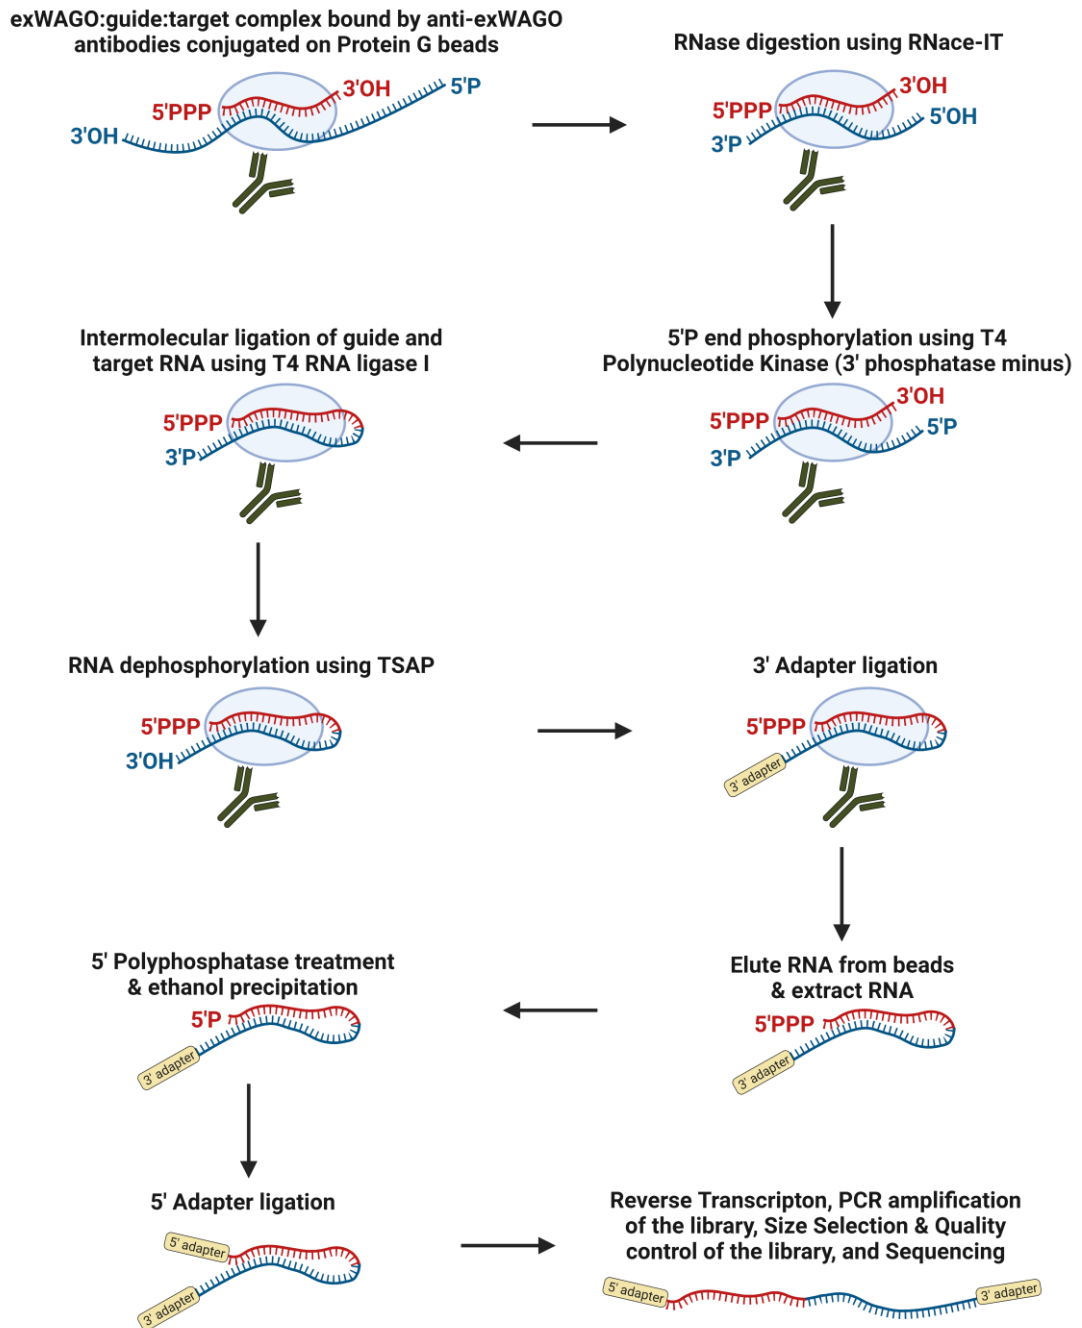 exWAGO:guide:target complex bound by anti-exWAGO
antibodies conjugated on Protein G beads
5'PPP
3'OH
5'P
3'OH
RNase digestion using RNace-IT
5'PPP
3'OH
5'OH
3'P
5'P end phosphorylation using T4
Polynucleotide Kinase (3' phosphatase minus)
5'PPP
3'OH
5'P
3'P
Intermolecular ligation of guide and
target RNA using T4 RNA ligase I
5'PPP
3'P
RNA dephosphorylation using TSAP
5'PPP
3'OH
3' Adapter ligation
5'PPP
3' adapter
Elute RNA from beads
& extract RNA
5'PPP
3' adapter
5' Polyphosphatase treatment
& ethanol precipitation
5'P
3' adapter
5' Adapter ligation
5' adapter
3' adapter
Reverse Transcripton, PCR amplification
of the library, Size Selection & Quality
control of the library, and Sequencing
5' adapter
3' adapter